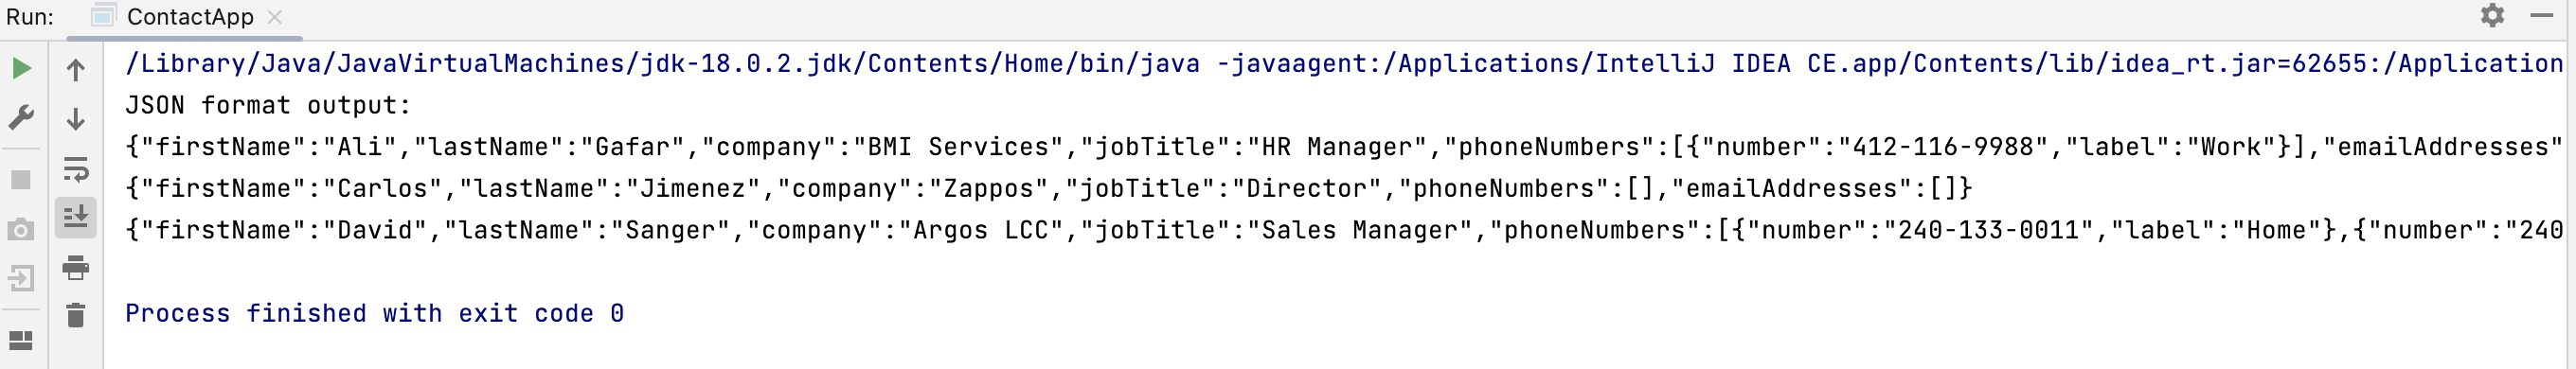 Run: ContactApp
/Library/Java/JavaVirtualMachines/jdk-18.0.2.jdk/Contents/Home/bin/java -javaagent:/Applications/IntelliJ IDEA CE.app/Contents/lib/idea_rt.jar=62655:/Application
JSON format output:
{"firstName":"Ali","lastName":"Gafar","company":"BMI Services","jobTitle":"HR Manager","phoneNumbers":[{"number":"412-116-9988","label":"Work"}],"emailAddresses"
{"firstName":"Carlos","lastName":"Jimenez","company":"Zappos","jobTitle":"Director","phoneNumbers":[],"emailAddresses":[]}
{"firstName":"David","lastName":"Sanger","company":"Argos LCC","jobTitle":"Sales Manager","phoneNumbers":[{"number":"240-133-0011","label":"Home"},{"number":"240
Process finished with exit code 0